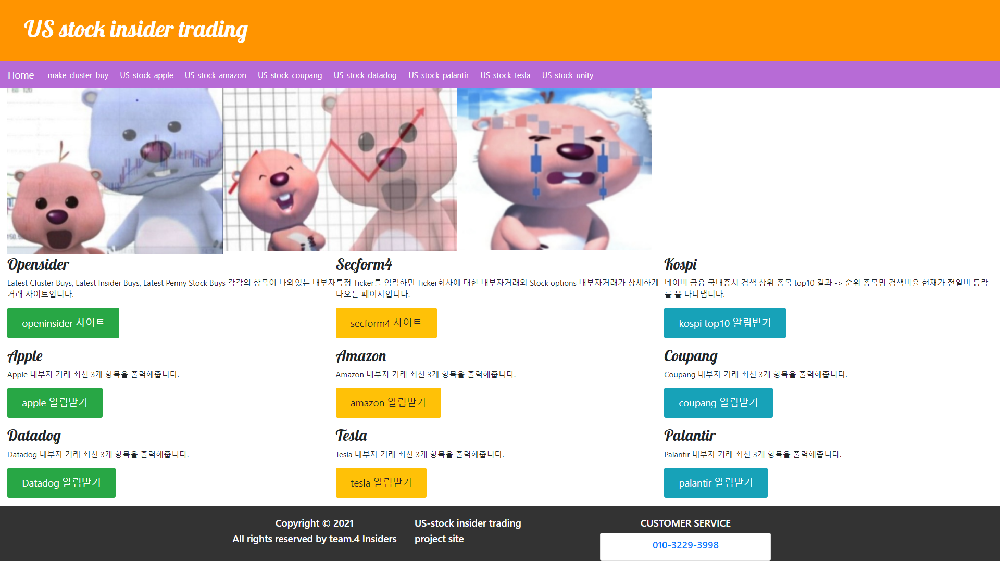 US stock insider trading
Home make_cluster_buy US_stock_apple US_stock_amazon US_stock_coupang US_stock_datadog US_stock_palantir US_stock_tesla US_stock_unity
Opensider
Latest Cluster Buys, Latest Insider Buys, Latest Penny Stock Buys 각각의 항목이 나와있는 내부자
거래 사이트입니다.
openinsider 사이트
Secform4
특정 Ticker를 입력하면 Ticker회사에 대한 내부자거래와 Stock options 내부자거래가 상세하게
나오는 페이지입니다.
secform4 사이트
Kospi
네이버 금융 국내증시 검색 상위 종목 top10 결과 -> 순위 종목명 검색비율 현재가 전일비 등락
률 을 나타냅니다.
kospi top10 알림받기
Apple
Apple 내부자 거래 최신 3개 항목을 출력해줍니다.
apple 알림받기
Amazon
Amazon 내부자 거래 최신 3개 항목을 출력해줍니다.
amazon 알림받기
Coupang
Coupang 내부자 거래 최신 3개 항목을 출력해줍니다.
coupang 알림받기
Datadog
Datadog 내부자 거래 최신 3개 항목을 출력해줍니다.
Datadog 알림받기
Tesla
Tesla 내부자 거래 최신 3개 항목을 출력해줍니다.
tesla 알림받기
Palantir
Palantir 내부자 거래 최신 3개 항목을 출력해줍니다.
palantir 알림받기
Copyright © 2021
All rights reserved by team.4 Insiders
US-stock insider trading
project site
CUSTOMER SERVICE
010-3229-3998